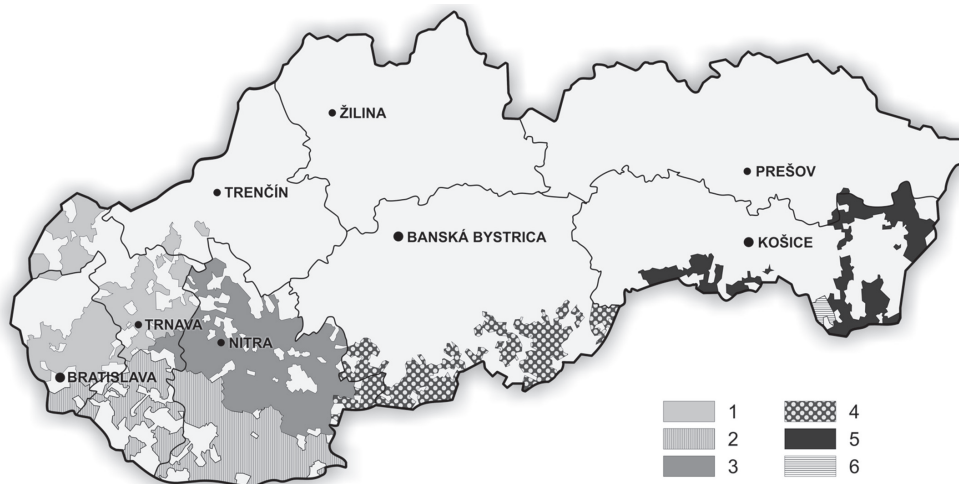 ŽILINA
PREŠOV
TRENČÍN
BANSKÁ BYSTRICA
KOŠICE
TRNAVA
NITRA
BRATISLAVA
1
4
2
5
3
6